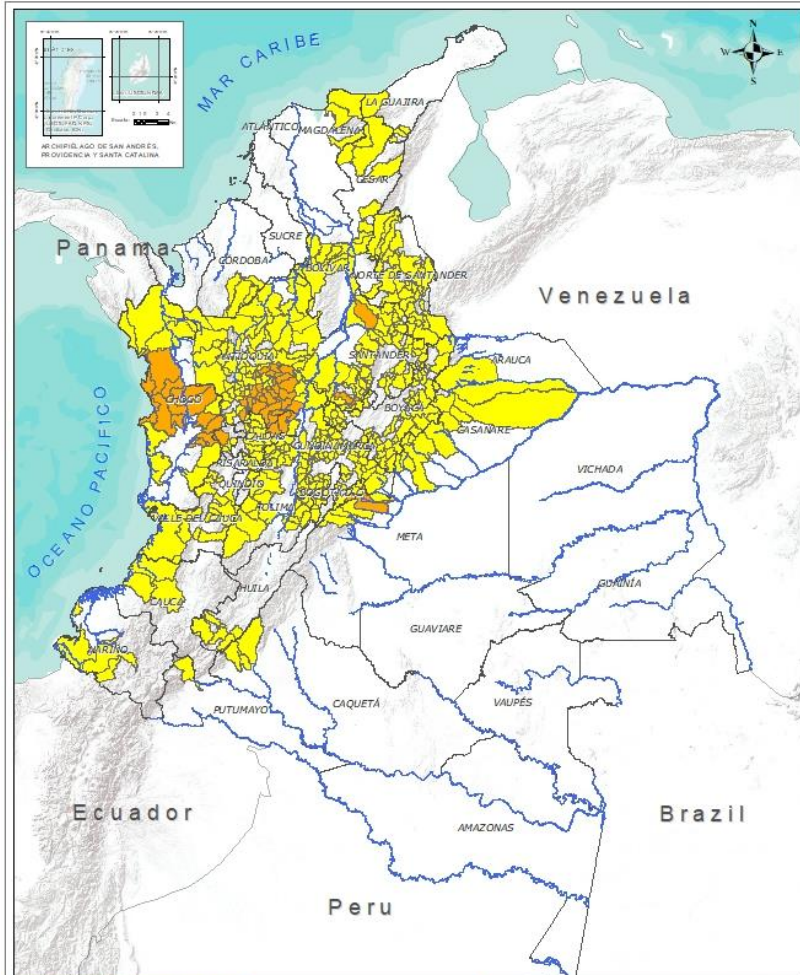 N
W E
S
MAR CARIBE
ARCHIPIÉLAGO DE SAN ANDRÉS,
PROVIDENCIA Y SANTA CATALINA
LA GUAJIRA
ATLÁNTICO
MAGDALENA
CESAR
SUCRE
Panama
CÓRDOBA
BOLÍVAR
NORTE DE SANTANDER
Venezuela
ANTIOQUIA
SANTANDER
ARAUCA
OCEANO PACIFICO
CHOCÓ
BOYACÁ
CALDAS
CASANARE
CUNDINAMARCA
RISARALDA
VICHADA
QUINDIO
TOLIMA
VALLE DEL CAUCA
META
HUILA
GUAINÍA
CAUCA
GUAVIARE
NARIÑO
CAQUETÁ
VAUPÉS
PUTUMAYO
Ecuador
Brazil
AMAZONAS
Peru